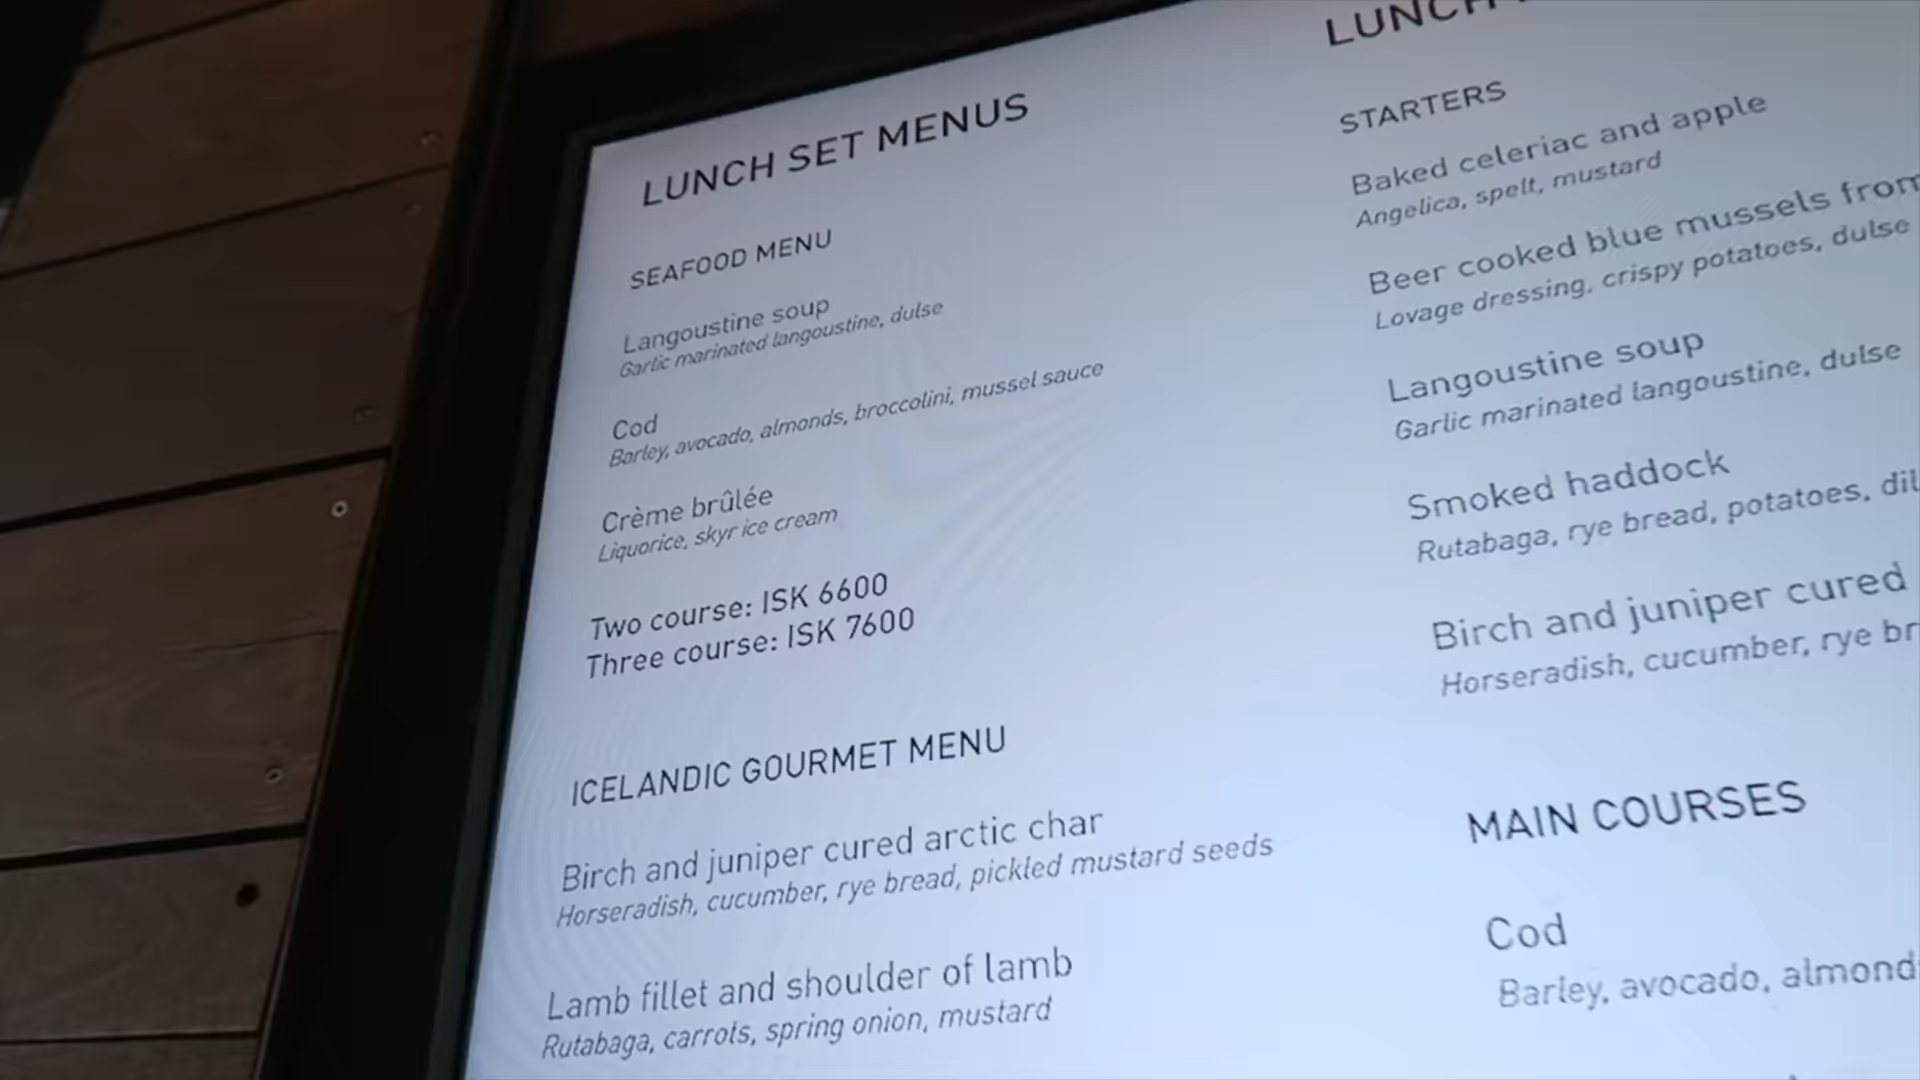 LUNCH SET MENUS
SEAFOOD MENU
Langoustine soup
Garlic marinated langoustine, dulse
Cod
Barley, avocado, almonds, broccolini, mussel sauce
Crème brûlée
Liquorice, skyr ice cream
Two course: ISK 6600
Three course: ISK 7600
ICELANDIC GOURMET MENU
Birch and juniper cured arctic char
Horseradish, cucumber, rye bread, pickled mustard seeds
Lamb fillet and shoulder of lamb
Rutabaga, carrots, spring onion, mustard
LUNCH
STARTERS
Baked celeriac and apple
Angelica, spelt, mustard
Beer cooked blue mussels from
Lovage dressing, crispy potatoes, dulse
Langoustine soup
Garlic marinated langoustine, dulse
Smoked haddock
Rutabaga, rye bread, potatoes,
Birch and juniper cured
Horseradish, cucumber, rye
MAIN COURSES
Cod
Barley, avocado,